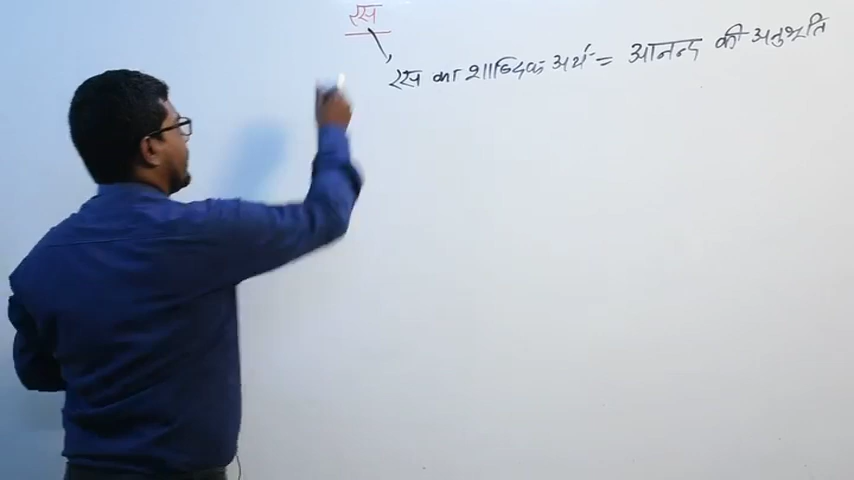 रस
रस का शाब्दिक अर्थ = आनन्द की अनुभूति